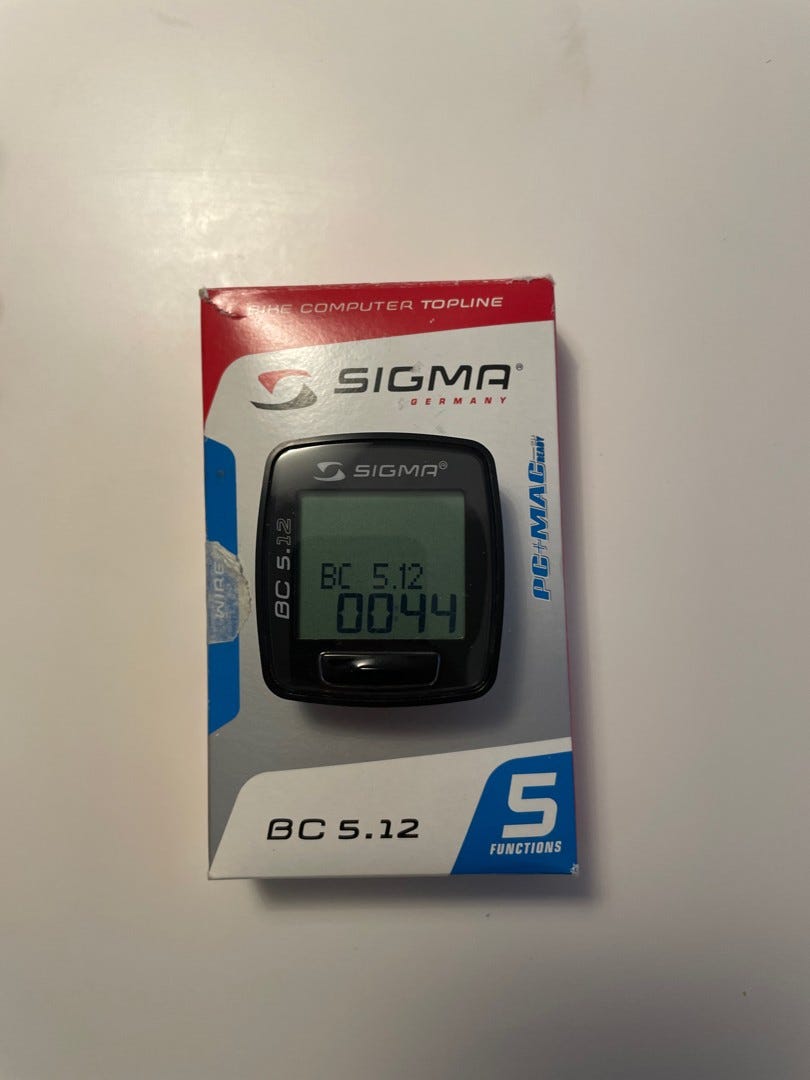 BIKE COMPUTER TOPLINE
SIGMA®
GERMANY
SIGMA®
BC 5.12
BC 5.12
0044
WIRE
PC+MAC READY
BC 5.12
5
FUNCTIONS